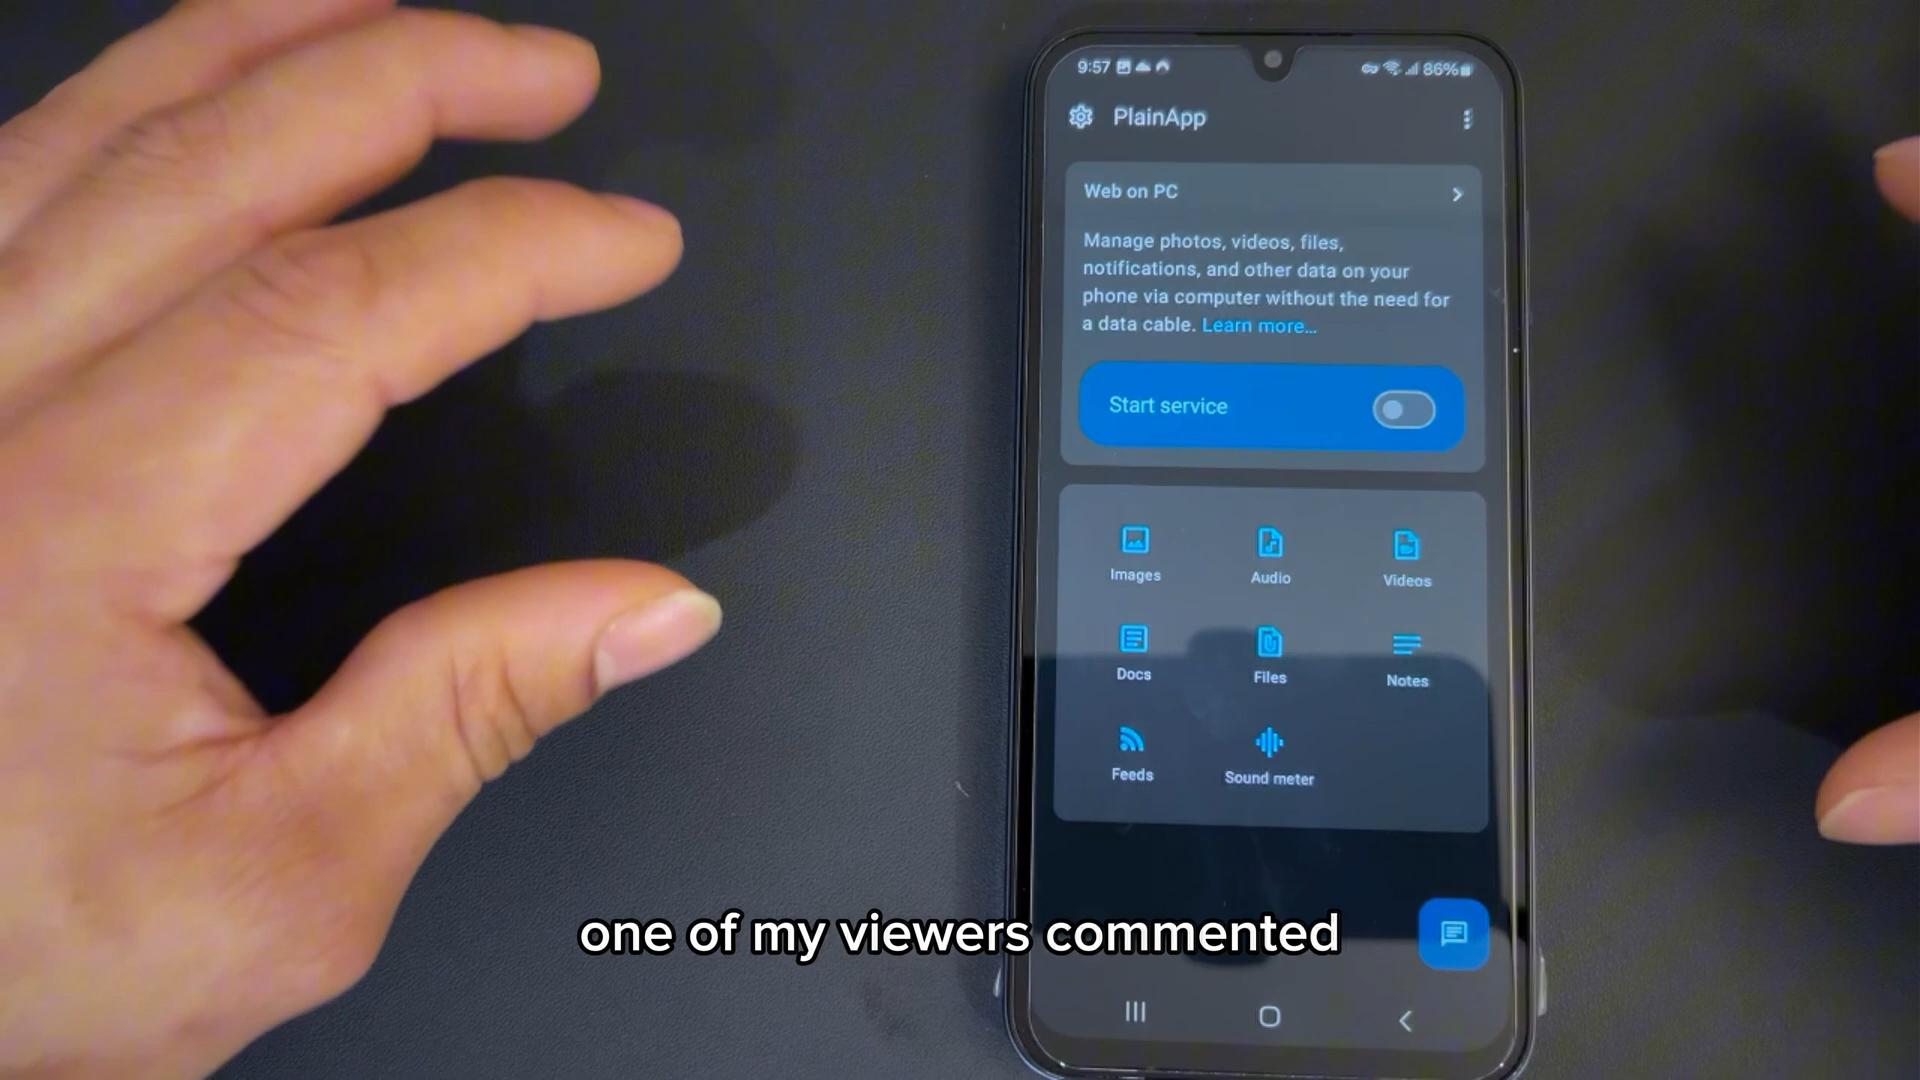 9:57
86%
PlainApp
Web on PC
Manage photos, videos, files,
notifications, and other data on your
phone via computer without the need for
a data cable. Learn more...
Start service
Images
Audio
Videos
Docs
Files
Notes
Feeds
Sound meter
one of my viewers commented